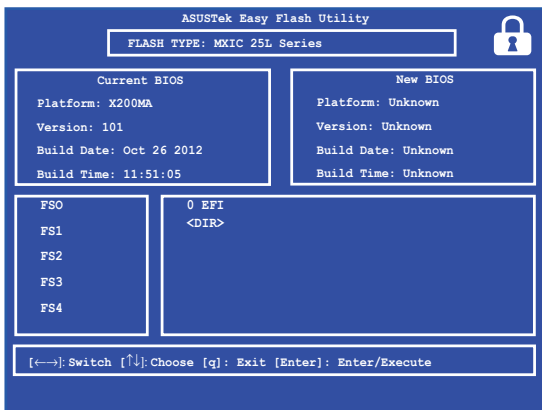 ASUSTek Easy Flash Utility
FLASH TYPE: MXIC 25L Series
Current BIOS
Platform: X200MA
Version: 101
Build Date: Oct 26 2012
Build Time: 11:51:05
New BIOS
Platform: Unknown
Version: Unknown
Build Date: Unknown
Build Time: Unknown
FSO
FS1
FS2
FS3
FS4
0 EFI
<DIR>
[←→]: Switch [↑↓]: Choose [q]: Exit [Enter]: Enter/Execute